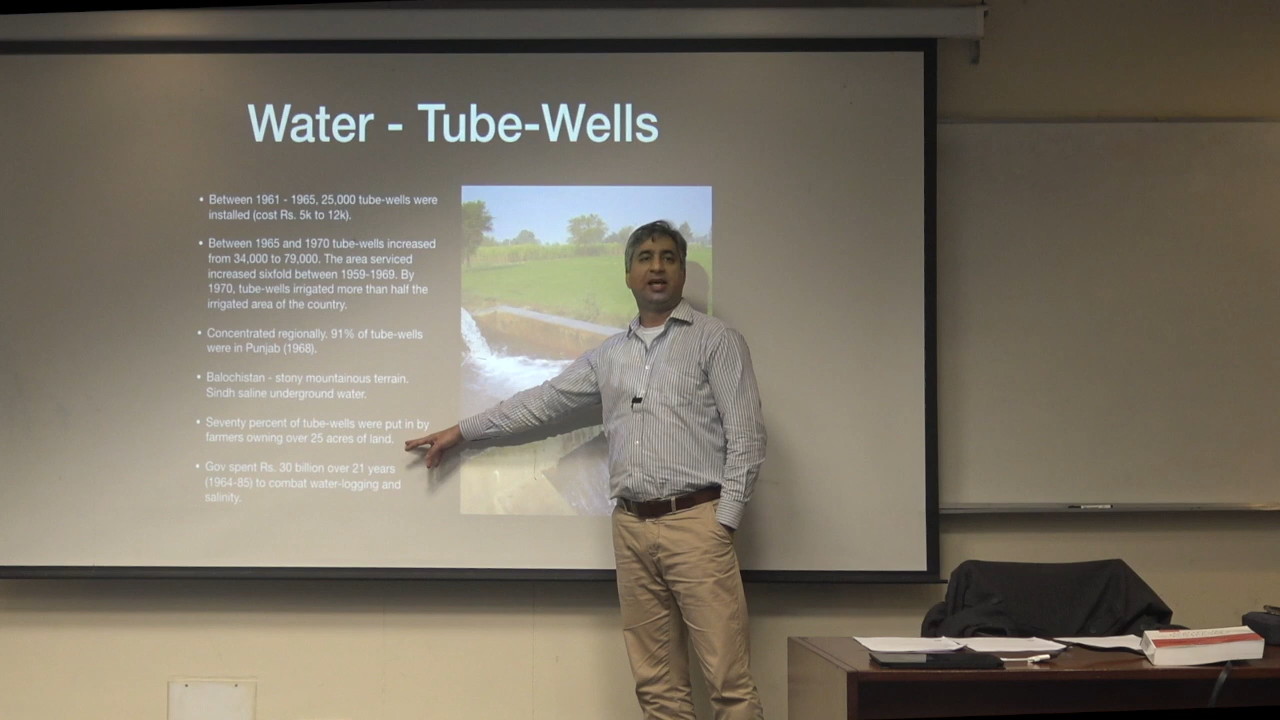 Water - Tube-Wells
• Between 1961 - 1965, 25,000 tube-wells were
installed (cost Rs. 5k to 12k).
• Between 1965 and 1970 tube-wells increased
from 34,000 to 79,000. The area serviced
increased sixfold between 1959-1969. By
1970, tube-wells irrigated more than half the
irrigated area of the country.
• Concentrated regionally. 91% of tube-wells
were in Punjab (1968).
• Balochistan - stony mountainous terrain.
Sindh saline underground water.
• Seventy percent of tube-wells were put in by
farmers owning over 25 acres of land.
• Gov spent Rs. 30 billion over 21 years
(1964-85) to combat water-logging and
salinity.